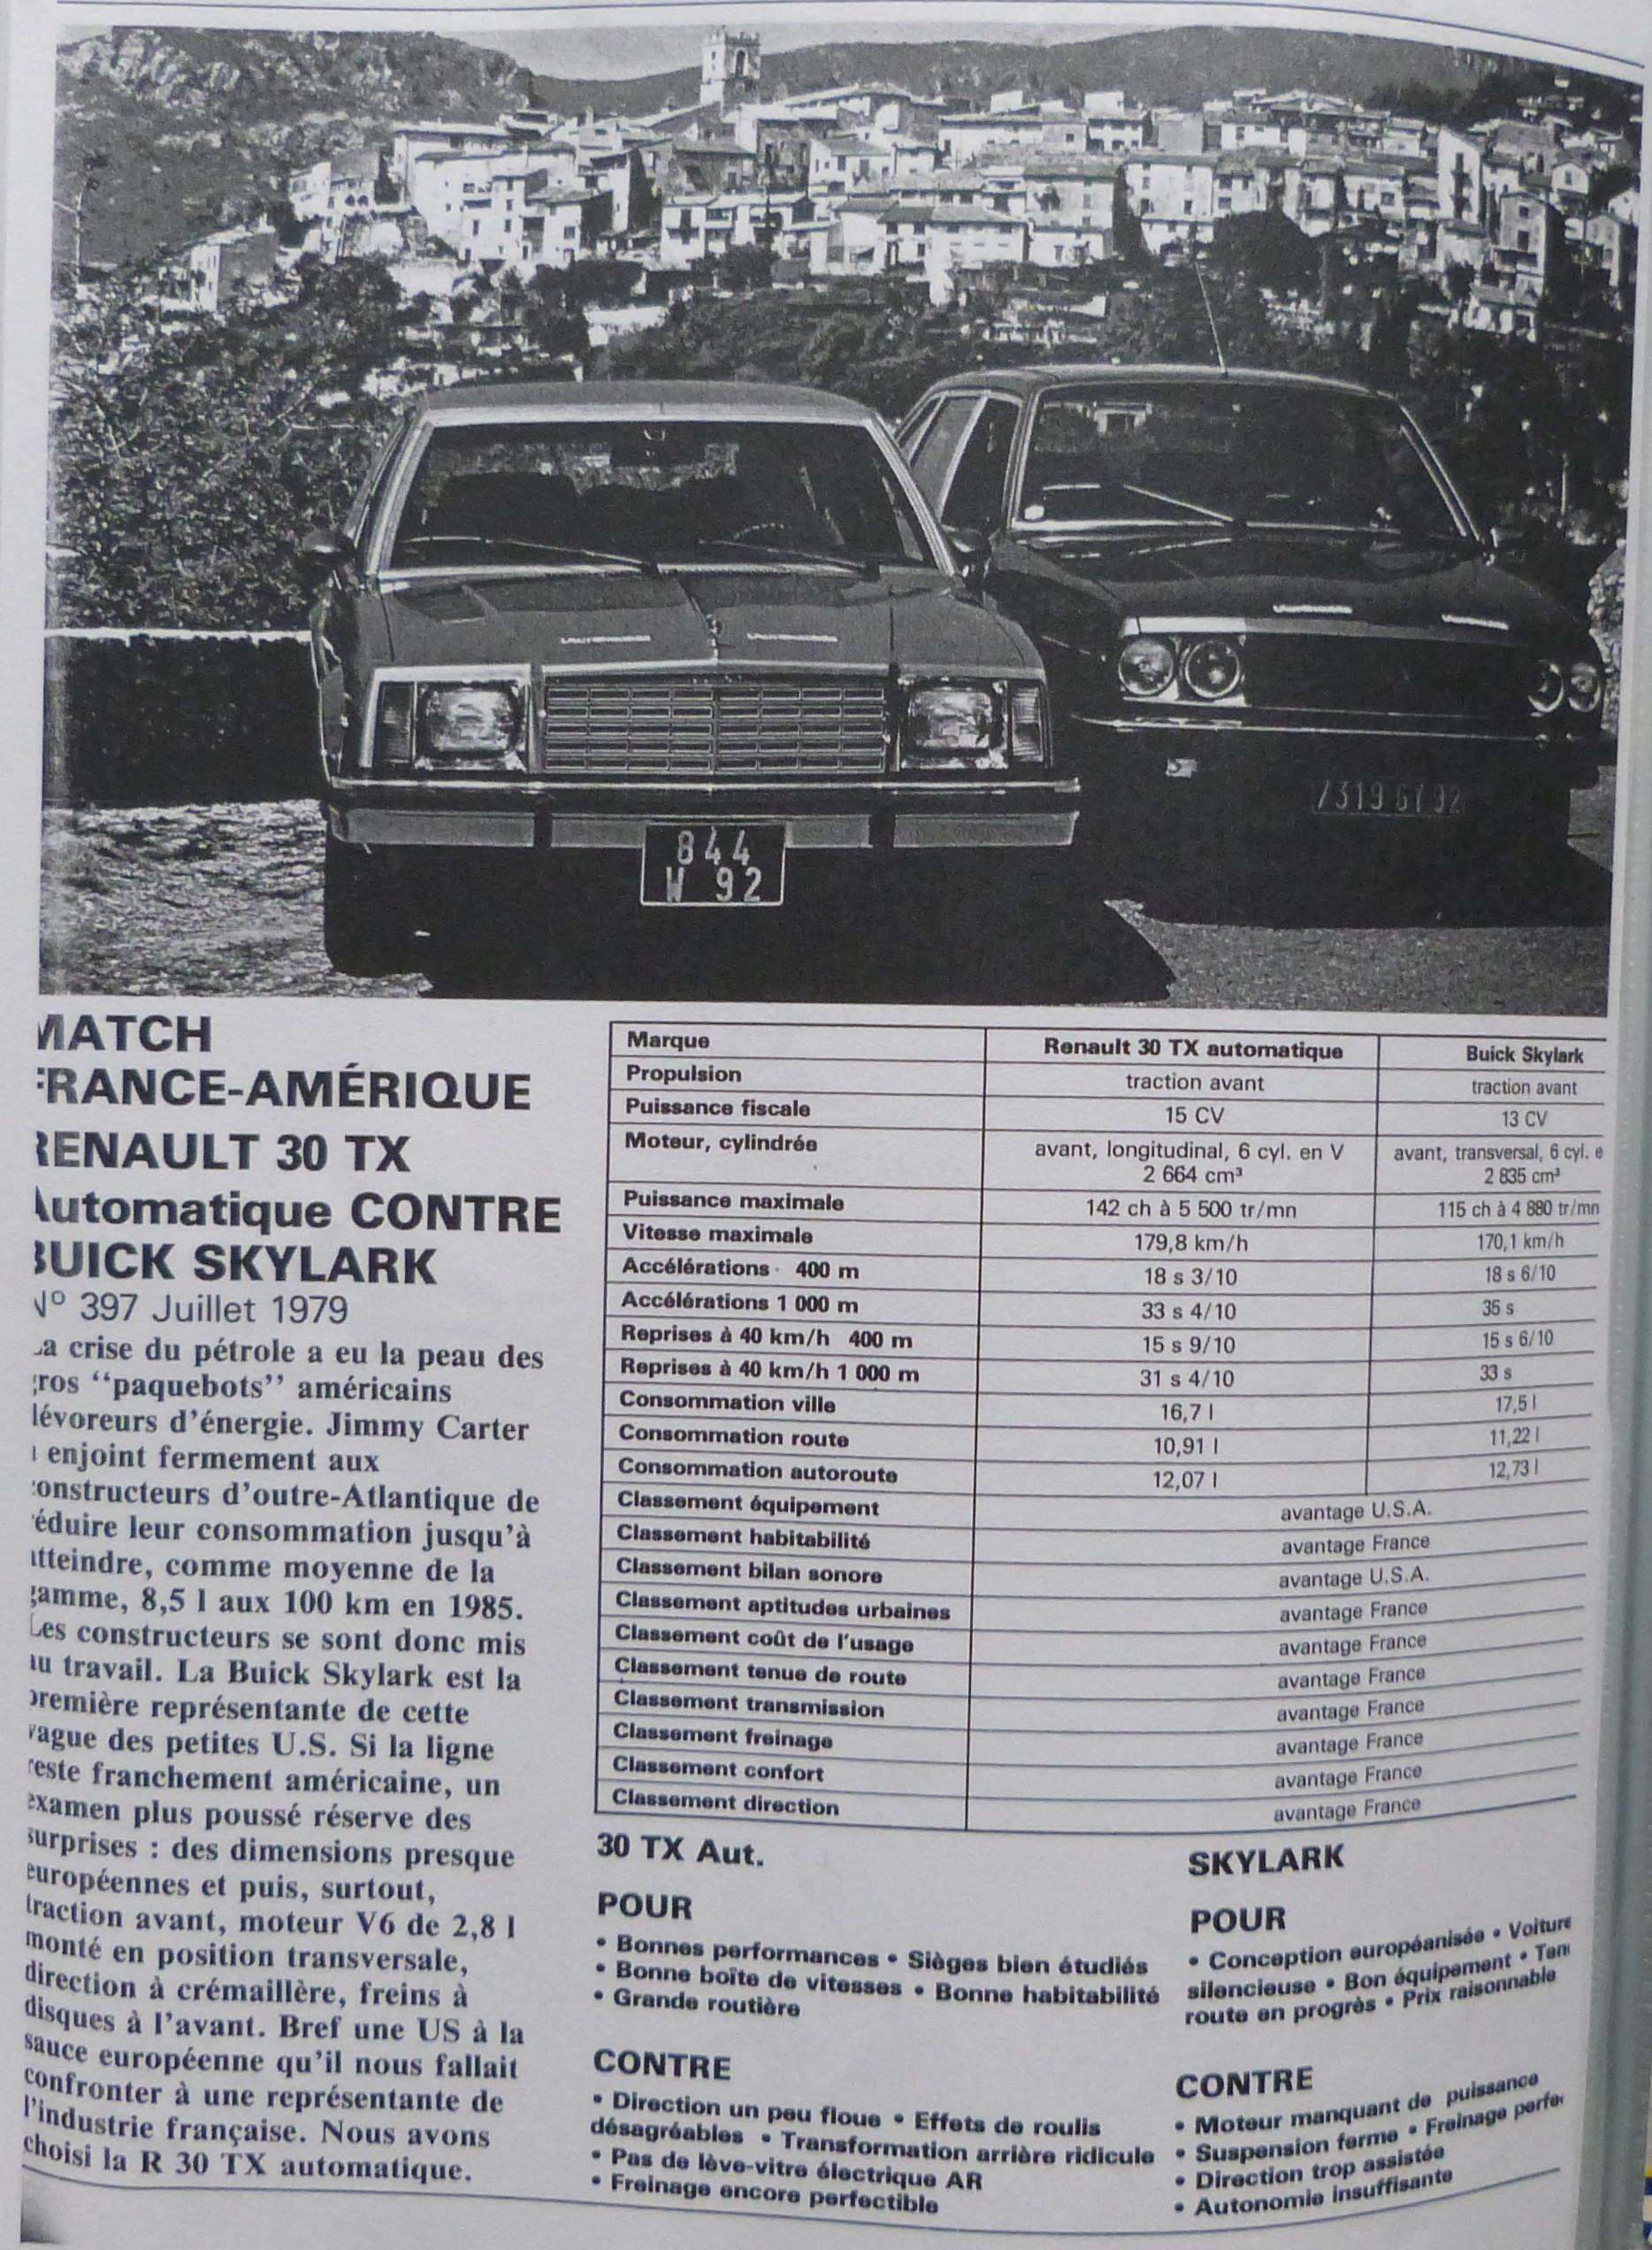 844
W 92
7319 GY 92
MATCH
FRANCE-AMÉRIQUE
RENAULT 30 TX
Automatique CONTRE
BUICK SKYLARK
N° 397 Juillet 1979
La crise du pétrole a eu la peau des
gros “paquebots” américains
dévoreurs d’énergie. Jimmy Carter
a enjoint fermement aux
constructeurs d’outre-Atlantique de
réduire leur consommation jusqu’à
atteindre, comme moyenne de la
gamme, 8,5 l aux 100 km en 1985.
Les constructeurs se sont donc mis
au travail. La Buick Skylark est la
première représentante de cette
vague des petites U.S. Si la ligne
reste franchement américaine, un
examen plus poussé réserve des
surprises : des dimensions presque
européennes et puis, surtout,
traction avant, moteur V6 de 2,8 l
monté en position transversale,
direction à crémaillère, freins à
disques à l’avant. Bref une US à la
sauce européenne qu’il nous fallait
confronter à une représentante de
l’industrie française. Nous avons
choisi la R 30 TX automatique.
Marque Renault 30 TX automatique Buick Skylark
Propulsion traction avant traction avant
Puissance fiscale 15 CV 13 CV
Moteur, cylindrée avant, longitudinal, 6 cyl. en V avant, transversal, 6 cyl. e
2 664 cm³ 2 835 cm³
Puissance maximale 142 ch à 5 500 tr/mn 115 ch à 4 880 tr/mn
Vitesse maximale 179,8 km/h 170,1 km/h
Accélérations 400 m 18 s 3/10 18 s 6/10
Accélérations 1 000 m 33 s 4/10 35 s
Reprises à 40 km/h 400 m 15 s 9/10 15 s 6/10
Reprises à 40 km/h 1 000 m 31 s 4/10 33 s
Consommation ville 16,7 l 17,5 l
Consommation route 10,91 l 11,22 l
Consommation autoroute 12,07 l 12,73 l
Classement équipement avantage U.S.A.
Classement habitabilité avantage France
Classement bilan sonore avantage U.S.A.
Classement aptitudes urbaines avantage France
Classement coût de l’usage avantage France
Classement tenue de route avantage France
Classement transmission avantage France
Classement freinage avantage France
Classement confort avantage France
Classement direction avantage France
30 TX Aut.
POUR
• Bonnes performances • Sièges bien étudiés
• Bonne boîte de vitesses • Bonne habitabilité
• Grande routière
CONTRE
• Direction un peu floue • Effets de roulis
désagréables • Transformation arrière ridicule
• Pas de lève-vitre électrique AR
• Freinage encore perfectible
SKYLARK
POUR
• Conception européanisée • Voiture
silencieuse • Bon équipement • Ten
route en progrès • Prix raisonnable
CONTRE
• Moteur manquant de puissance
• Suspension ferme • Freinage perfe
• Direction trop assistée
• Autonomie insuffisante